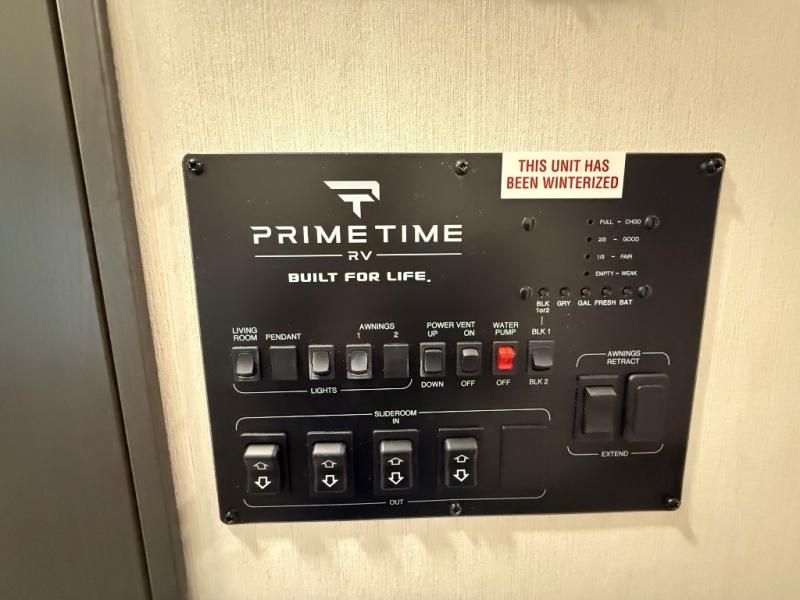 THIS UNIT HAS
BEEN WINTERIZED
PRIME TIME
RV
BUILT FOR LIFE.
FULL - CHGD
2/3 - GOOD
1/3 - FAIR
EMPTY - WEAK
BLK GRY GAL FRESH BAT
1or2
LIVING ROOM
PENDANT
AWNINGS
1 2
LIGHTS
POWER VENT
UP ON
DOWN OFF
WATER PUMP
OFF
BLK 1
BLK 2
AWNINGS
RETRACT
EXTEND
SLIDEROOM
IN
OUT